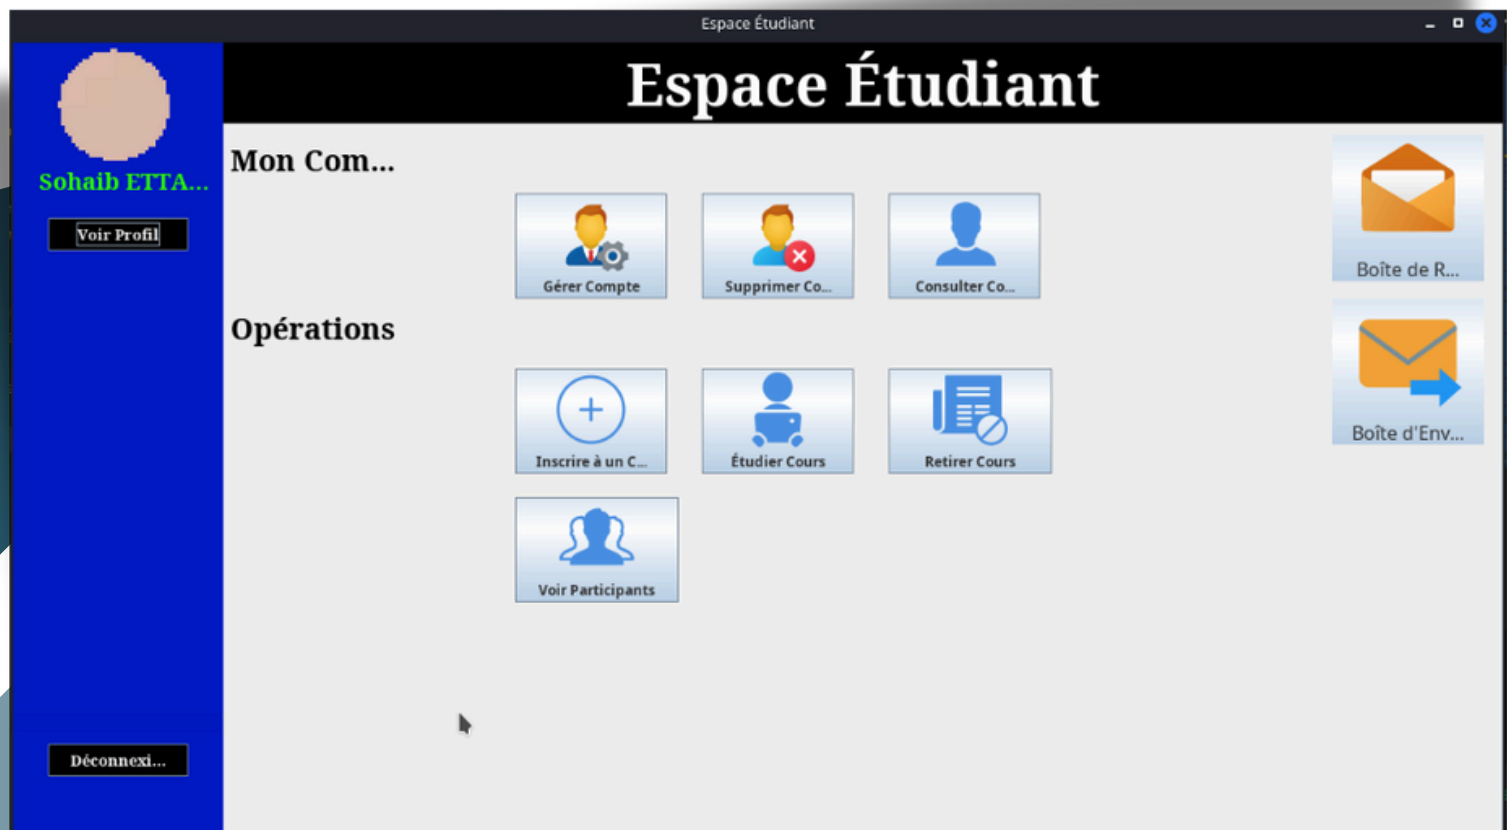 Espace Étudiant
Espace Étudiant
Sohaib ETTA...
Voir Profil
Déconnexi...
Mon Com...
Gérer Compte
Supprimer Co...
Consulter Co...
Opérations
Inscrire à un C...
Étudier Cours
Retirer Cours
Voir Participants
Boîte de R...
Boîte d'Env...